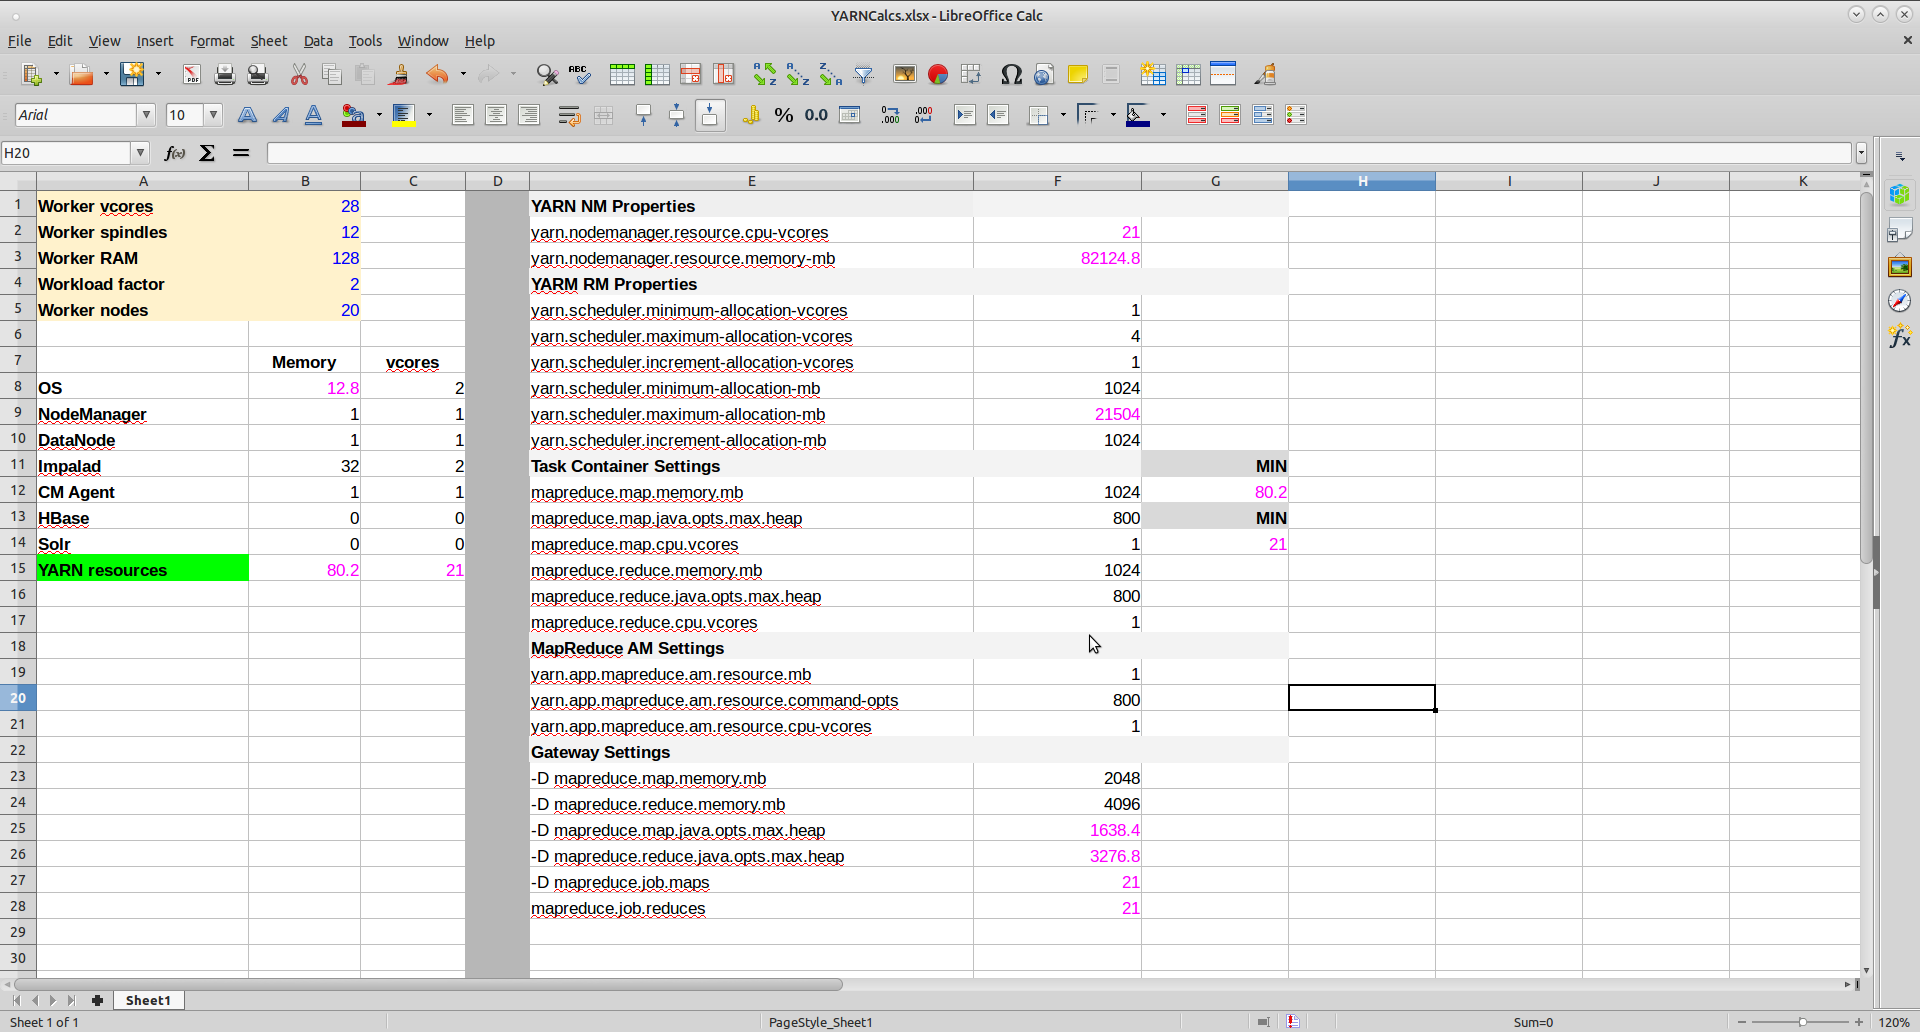 YARNCalcs.xlsx - LibreOffice Calc
File Edit View Insert Format Sheet Data Tools Window Help
Arial 10
H20
A B C D E F G H I J K
1 Worker vcores 28 YARN NM Properties
2 Worker spindles 12 yarn.nodemanager.resource.cpu-vcores 21
3 Worker RAM 128 yarn.nodemanager.resource.memory-mb 82124.8
4 Workload factor 2 YARM RM Properties
5 Worker nodes 20 yarn.scheduler.minimum-allocation-vcores 1
6 yarn.scheduler.maximum-allocation-vcores 4
7 Memory vcores yarn.scheduler.increment-allocation-vcores 1
8 OS 12.8 2 yarn.scheduler.minimum-allocation-mb 1024
9 NodeManager 1 1 yarn.scheduler.maximum-allocation-mb 21504
10 DataNode 1 1 yarn.scheduler.increment-allocation-mb 1024
11 Impalad 32 2 Task Container Settings MIN
12 CM Agent 1 1 mapreduce.map.memory.mb 1024 80.2
13 HBase 0 0 mapreduce.map.java.opts.max.heap 800 MIN
14 Solr 0 0 mapreduce.map.cpu.vcores 1 21
15 YARN resources 80.2 21 mapreduce.reduce.memory.mb 1024
16 mapreduce.reduce.java.opts.max.heap 800
17 mapreduce.reduce.cpu.vcores 1
18 MapReduce AM Settings
19 yarn.app.mapreduce.am.resource.mb 1
20 yarn.app.mapreduce.am.resource.command-opts 800
21 yarn.app.mapreduce.am.resource.cpu-vcores 1
22 Gateway Settings
23 -D mapreduce.map.memory.mb 2048
24 -D mapreduce.reduce.memory.mb 4096
25 -D mapreduce.map.java.opts.max.heap 1638.4
26 -D mapreduce.reduce.java.opts.max.heap 3276.8
27 -D mapreduce.job.maps 21
28 mapreduce.job.reduces 21
29
30
Sheet1
Sheet 1 of 1 PageStyle_Sheet1 Sum=0 120%